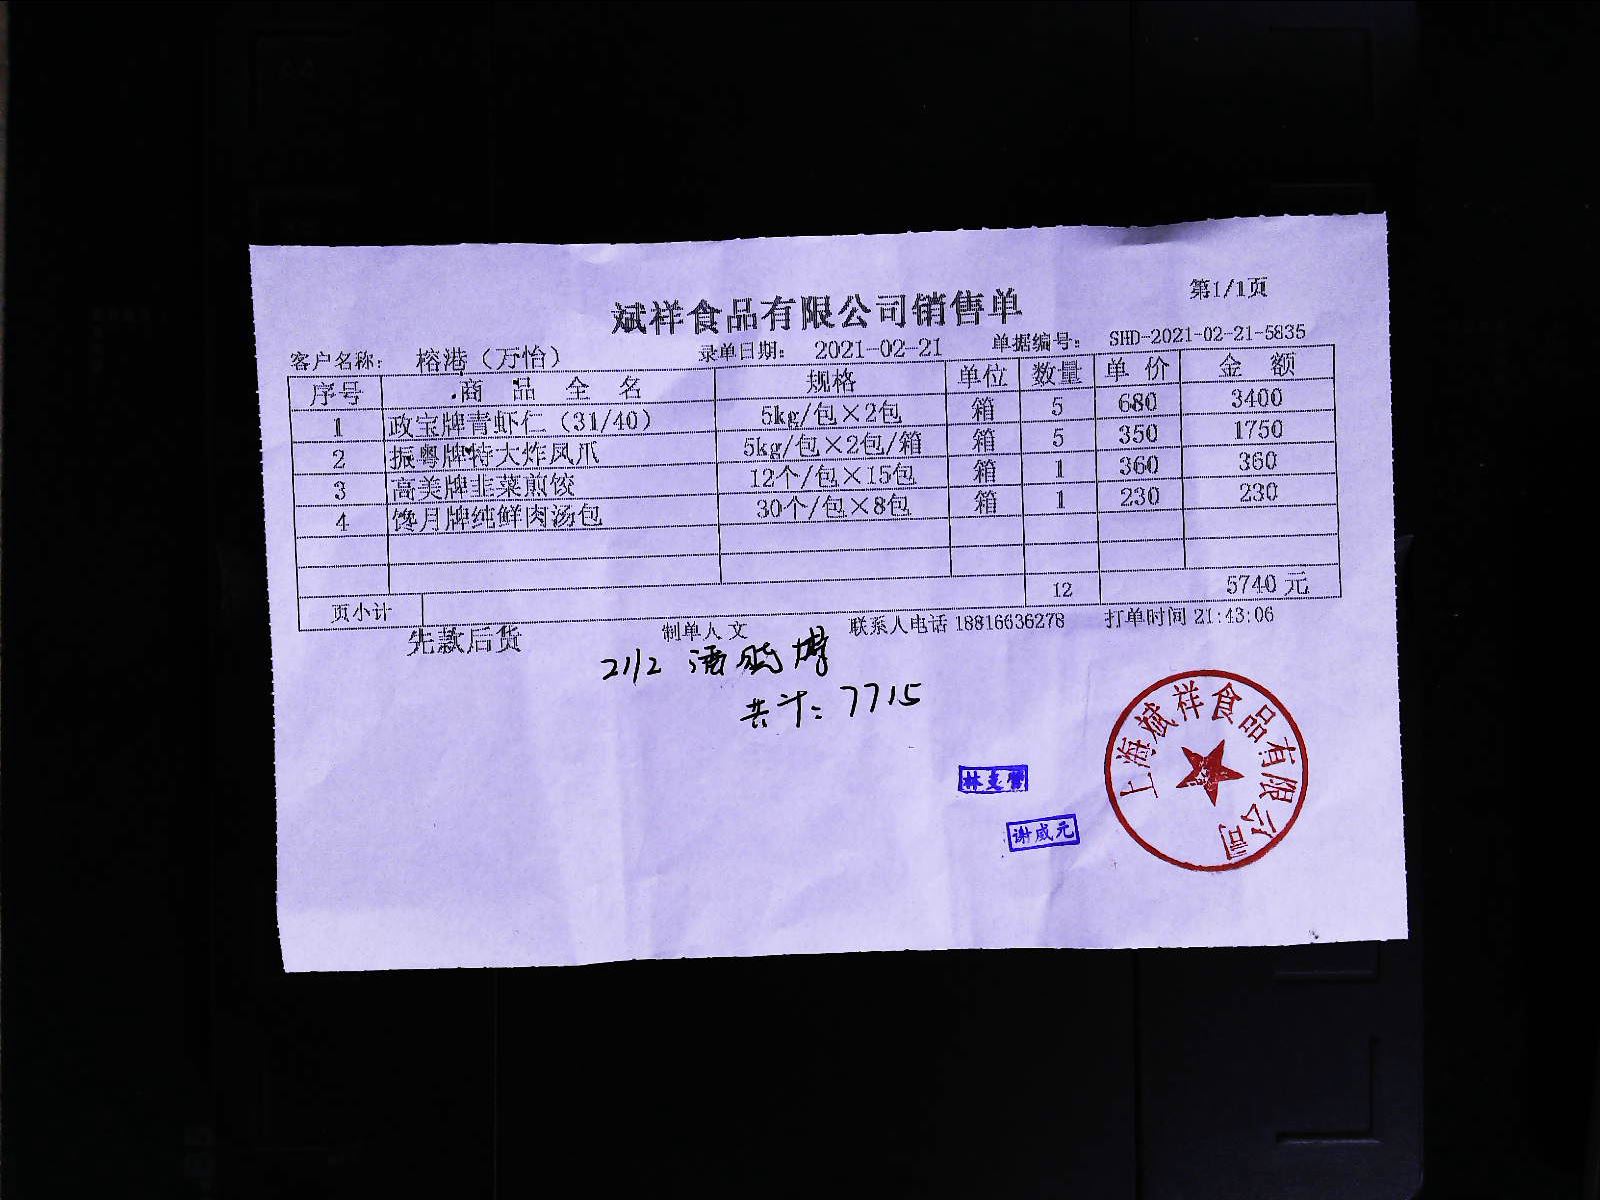 斌祥食品有限公司销售单
第1/1页
客户名称: 榕港（万怡） 录单日期: 2021-02-21 单据编号: SHD-2021-02-21-5835
序号 商品全名 规格 单位 数量 单价 金额
1 政宝牌青虾仁（31/40） 5kg/包×2包 箱 5 680 3400
2 振粤牌特大炸凤爪 5kg/包×2包/箱 箱 5 350 1750
3 高美牌韭菜煎饺 12个/包×15包 箱 1 360 360
4 馋月牌纯鲜肉汤包 30个/包×8包 箱 1 230 230
页小计 12 5740 元
先款后货 制单人 文 联系人电话 18816636278 打单时间 21:43:06
21/2
共计: 7715
上海斌祥食品有限公司
谢成元